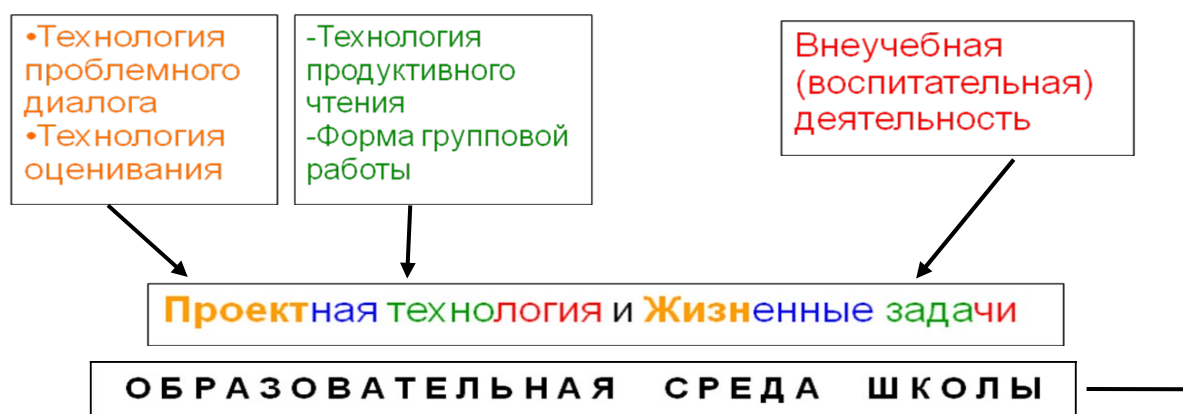 •Технология
проблемного
диалога
•Технология
оценивания
-Технология
продуктивного
чтения
-Форма групповой
работы
Внеучебная
(воспитательная)
деятельность
Проектная технология и Жизненные задачи
ОБРАЗОВАТЕЛЬНАЯ СРЕДА ШКОЛЫ